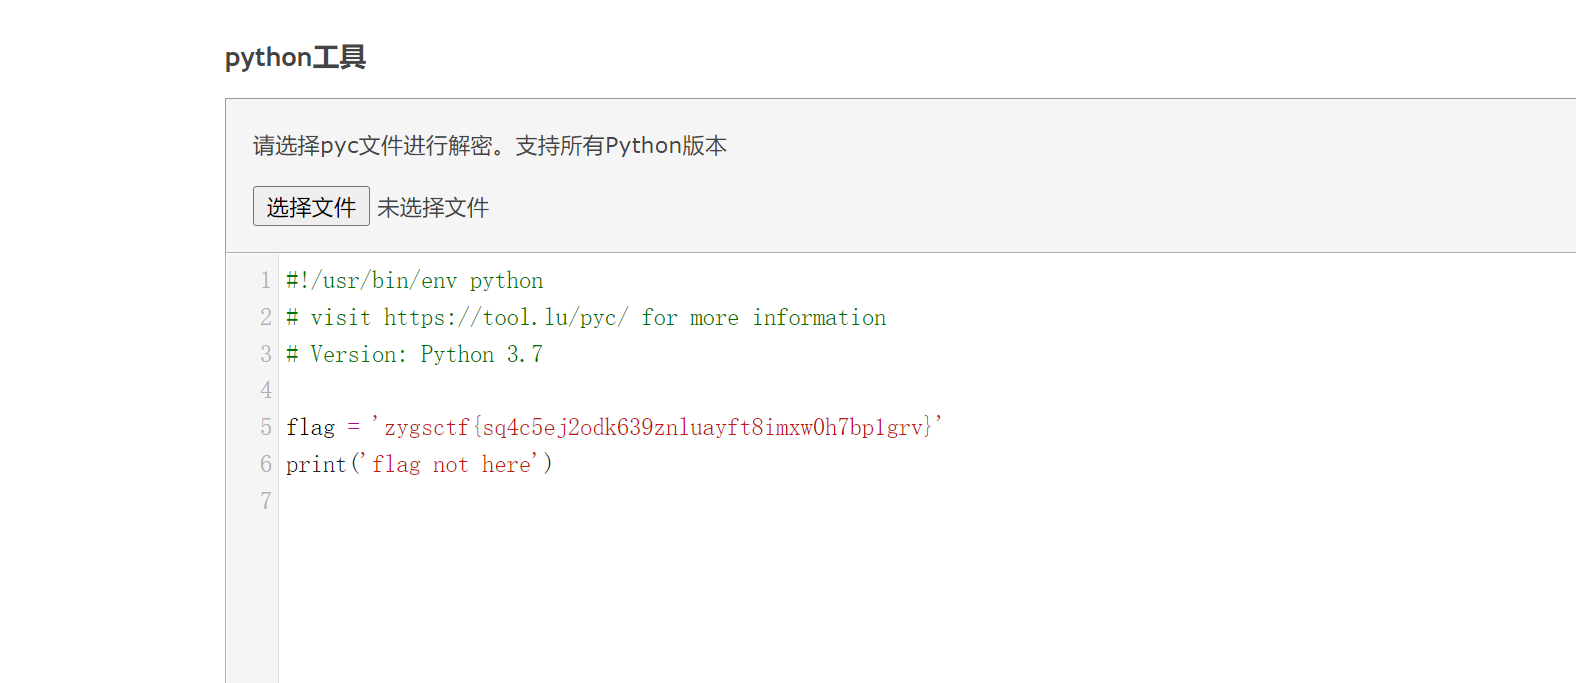 python工具
请选择pyc文件进行解密。支持所有Python版本
选择文件 未选择文件
1 #!/usr/bin/env python
2 # visit https://tool.lu/pyc/ for more information
3 # Version: Python 3.7
4
5 flag = 'zygsctf{sq4c5ej2odk639znluayft8imxw0h7bp1grv}'
6 print('flag not here')
7